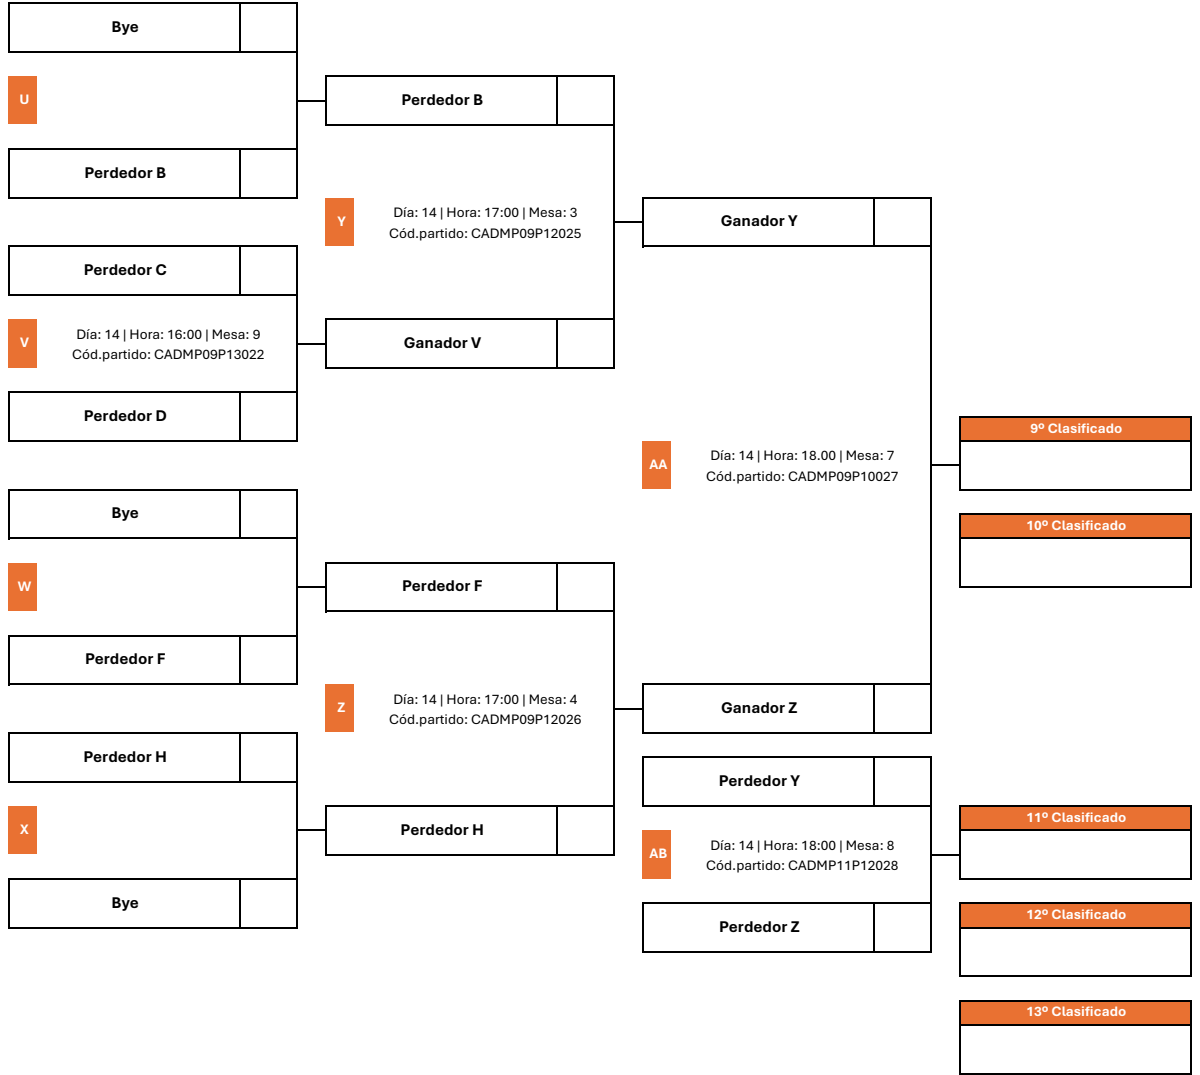 Bye
U
Perdedor B
Perdedor C
V
Día: 14 | Hora: 16:00 | Mesa: 9
Cód.partido: CADMP09P13022
Perdedor D
Bye
W
Perdedor F
Perdedor H
X
Bye
Perdedor B
Y
Día: 14 | Hora: 17:00 | Mesa: 3
Cód.partido: CADMP09P12025
Ganador V
Perdedor F
Z
Día: 14 | Hora: 17:00 | Mesa: 4
Cód.partido: CADMP09P12026
Perdedor H
Ganador Y
AA
Día: 14 | Hora: 18.00 | Mesa: 7
Cód.partido: CADMP09P10027
Ganador Z
Perdedor Y
AB
Día: 14 | Hora: 18:00 | Mesa: 8
Cód.partido: CADMP11P12028
Perdedor Z
9º Clasificado
10º Clasificado
11º Clasificado
12º Clasificado
13º Clasificado